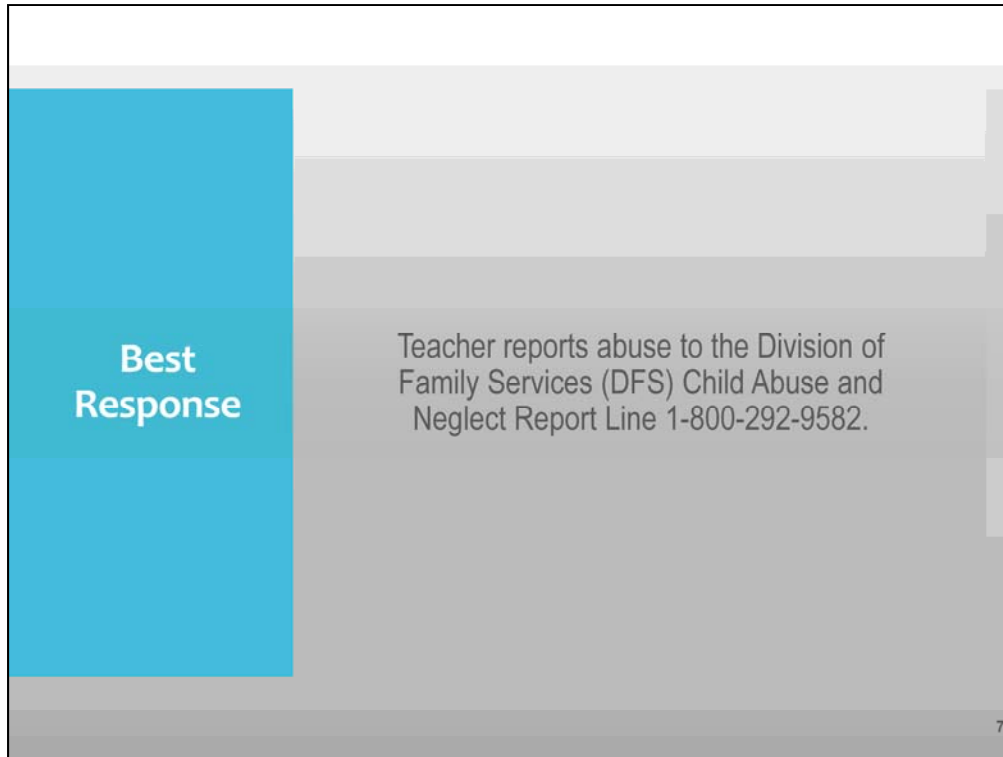 Best
Response
Teacher reports abuse to the Division of
Family Services (DFS) Child Abuse and
Neglect Report Line 1-800-292-9582.
7